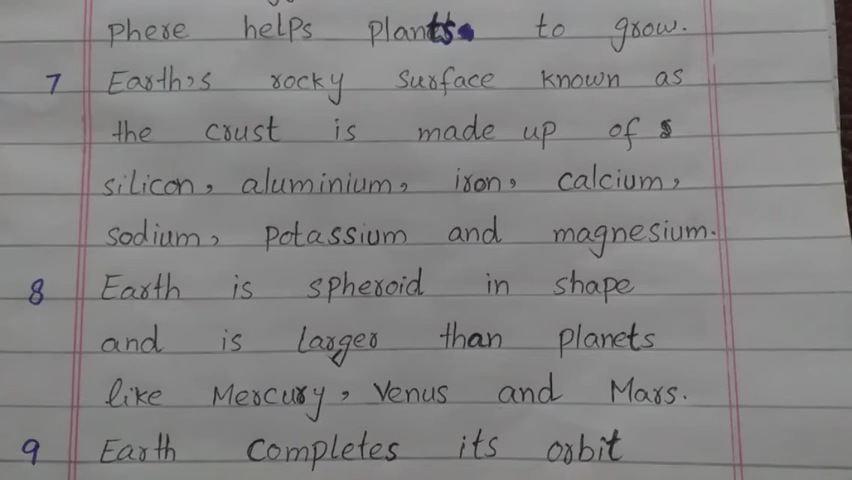 phere helps plants to grow.
7 Earth's rocky surface known as
the crust is made up of s
silicon, aluminium, iron, calcium,
sodium, potassium and magnesium.
8 Earth is spheroid in shape
and is larger than planets
like Mercury, Venus and Mars.
9 Earth completes its orbit